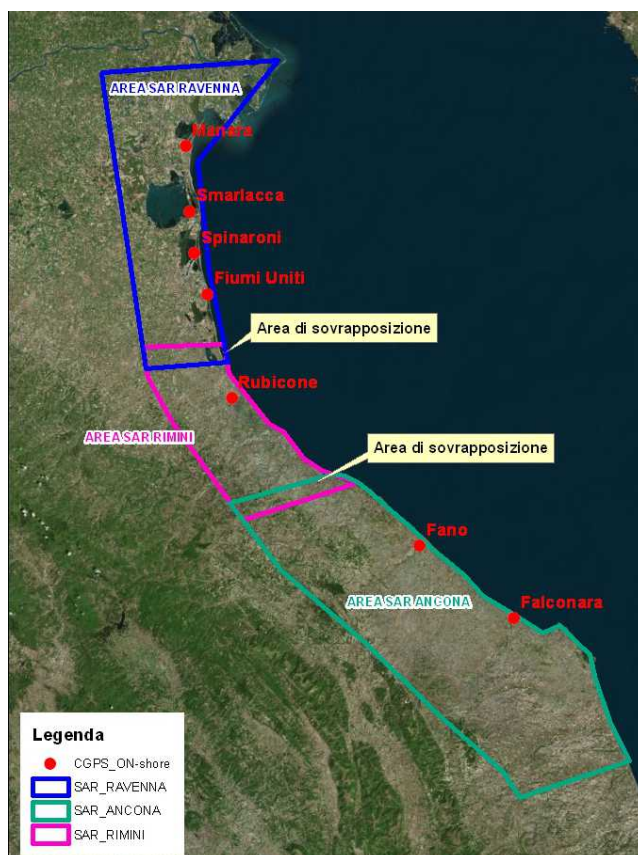 AREA SAR RAVENNA
Manara
Smarlacca
Spinaroni
Fiumi Uniti
Area di sovrapposizione
Rubicone
AREA SAR RIMINI
Area di sovrapposizione
Fano
AREA SAR ANCONA
Falconara
Legenda
CGPS_ON-shore
SAR_RAVENNA
SAR_ANCONA
SAR_RIMINI